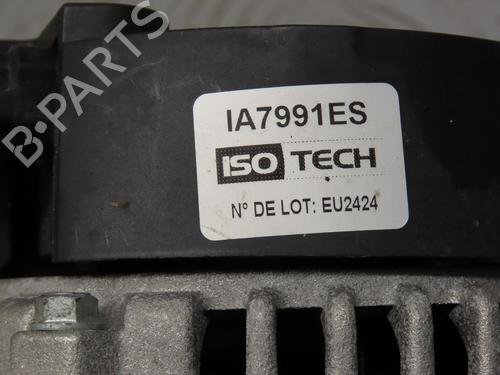 B-PARTS
IA7991ES
ISO TECH
N° DE LOT: EU2424